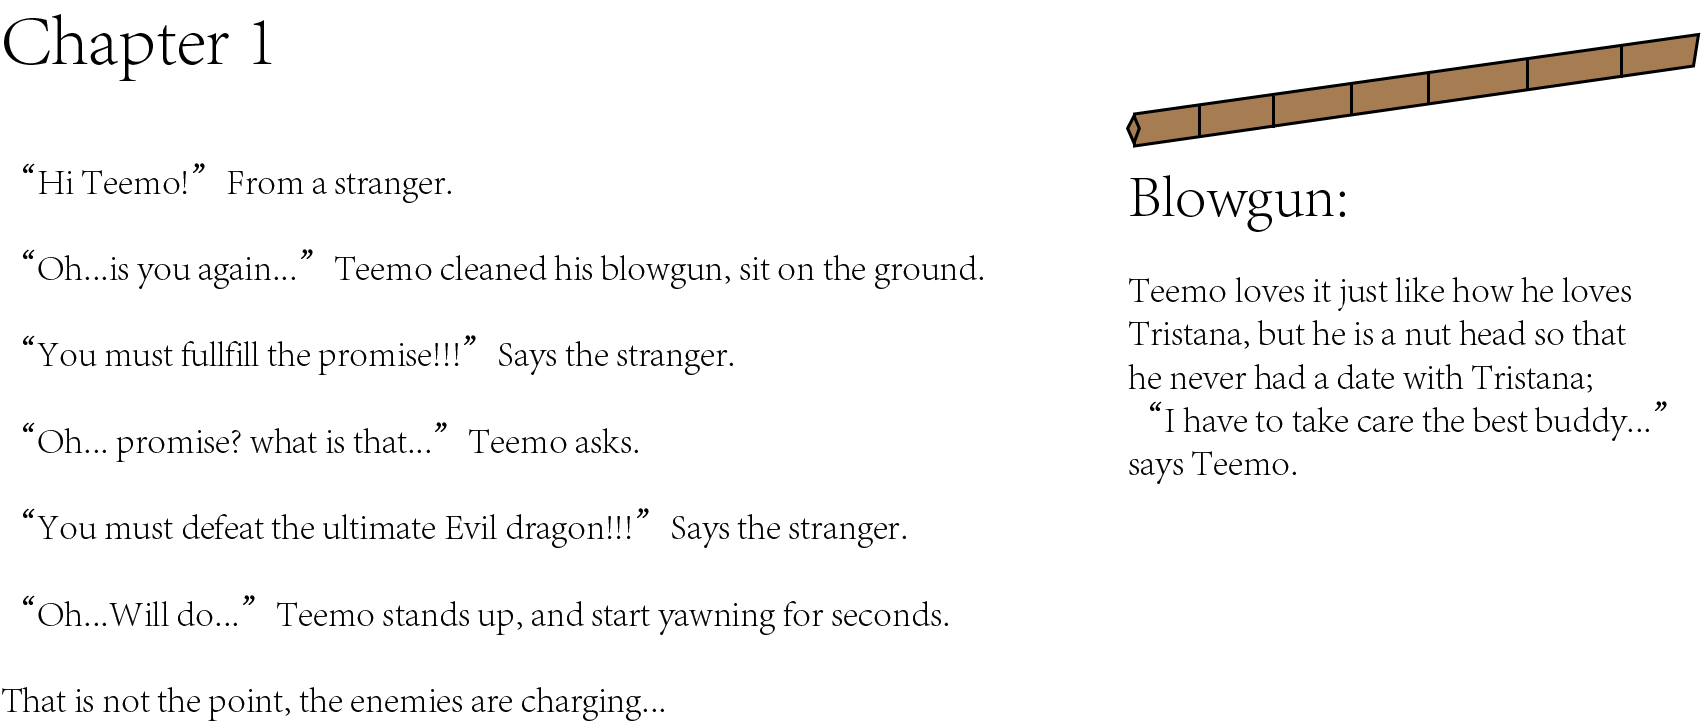 Chapter 1
“Hi Teemo!” From a stranger.
“Oh...is you again...” Teemo cleaned his blowgun, sit on the ground.
“You must fullfill the promise!!!” Says the stranger.
“Oh... promise? what is that...” Teemo asks.
“You must defeat the ultimate Evil dragon!!!” Says the stranger.
“Oh...Will do...” Teemo stands up, and start yawning for seconds.
That is not the point, the enemies are charging...
Blowgun:
Teemo loves it just like how he loves
Tristana, but he is a nut head so that
he never had a date with Tristana;
“I have to take care the best buddy...”
says Teemo.